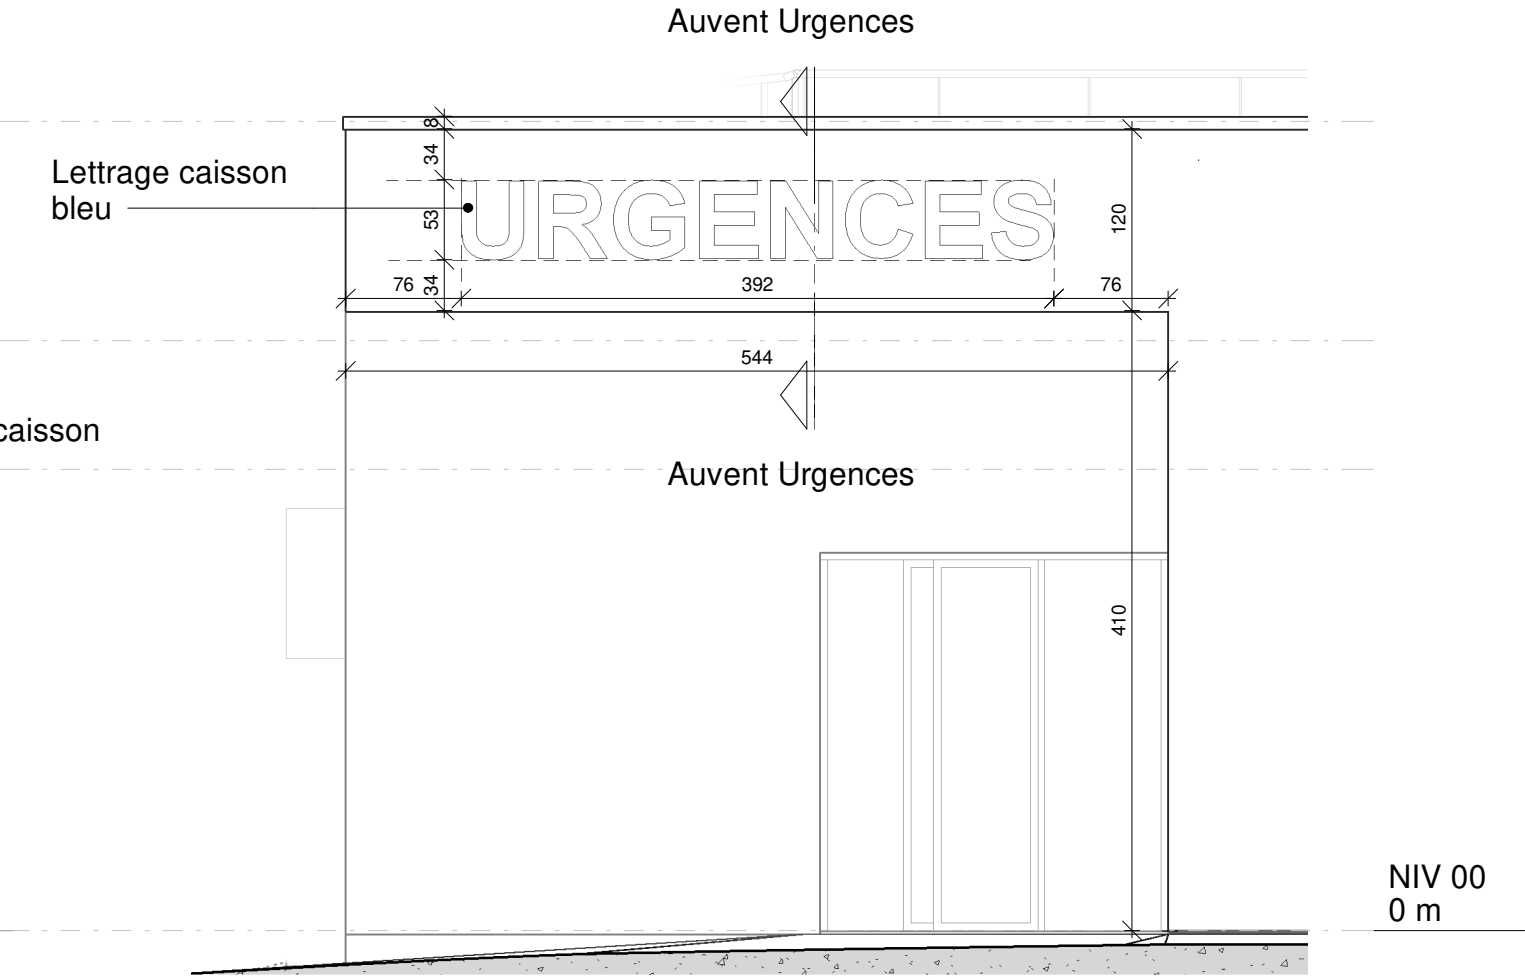 Auvent Urgences
8
34
Lettrage caisson
bleu
URGENCES
53
120
76
34
392
76
544
caisson
Auvent Urgences
410
NIV 00
0 m